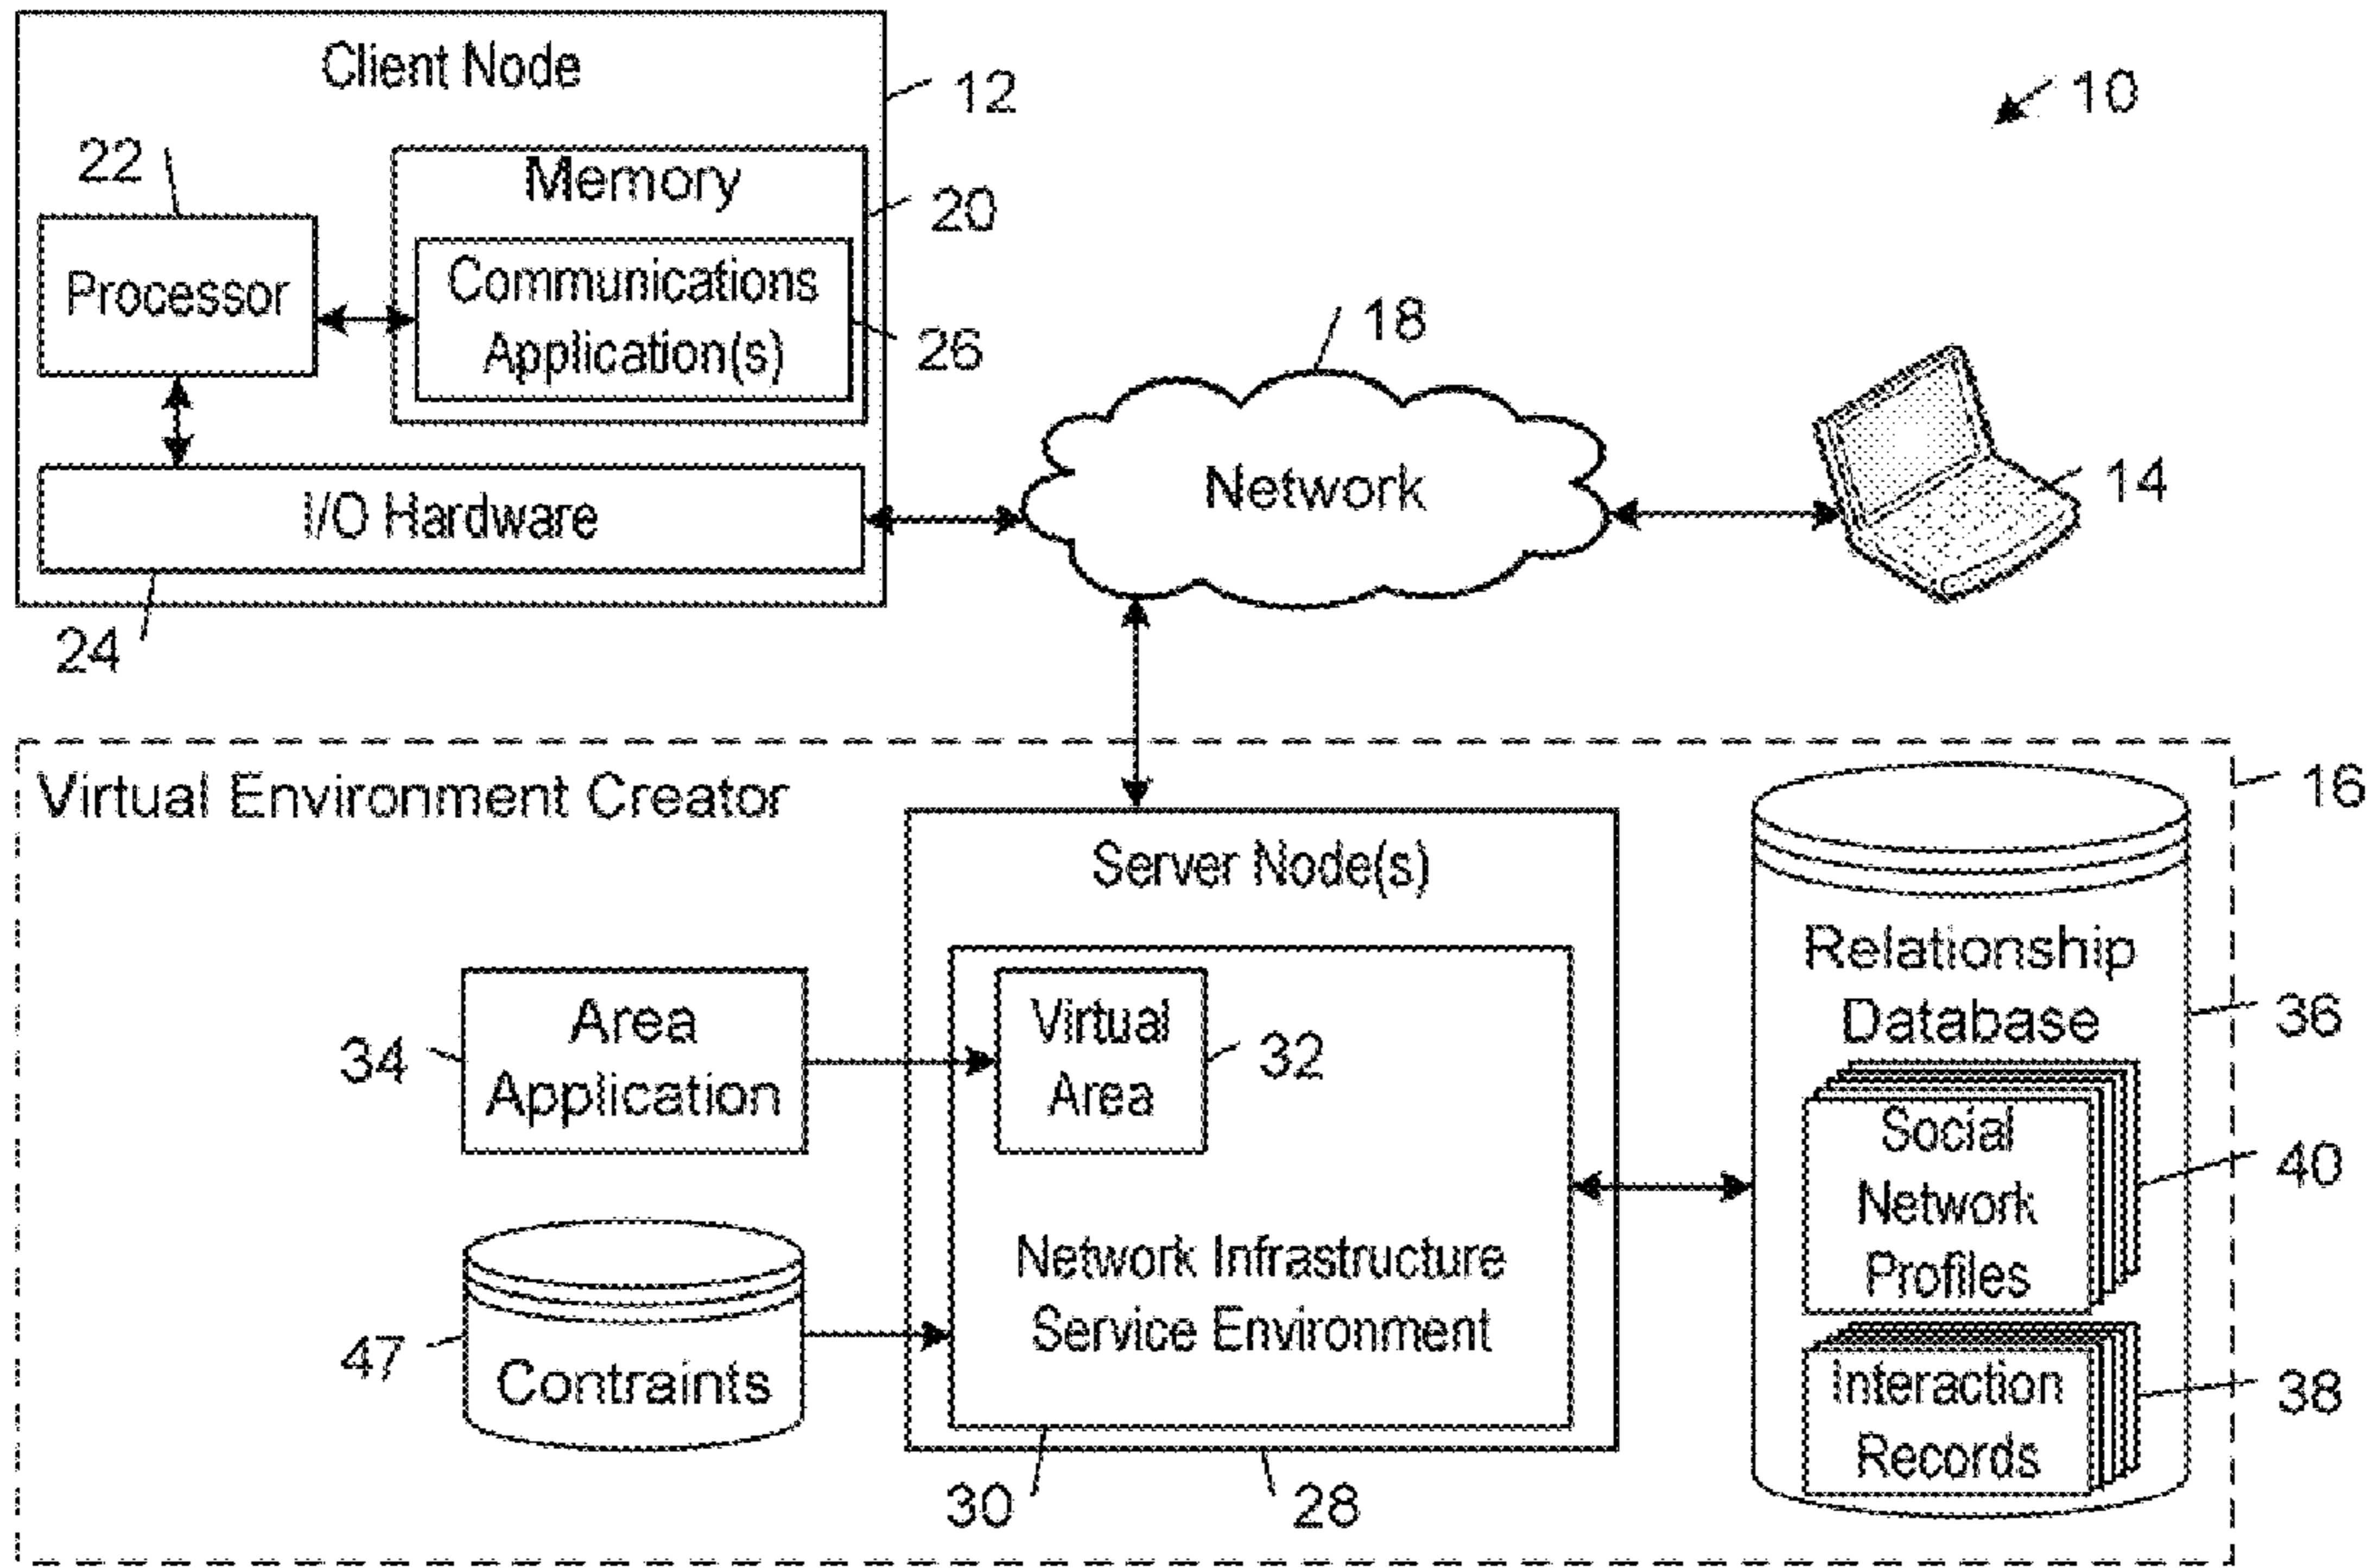 Client Node
12
10
22
Memory
20
Processor
Communications
Application(s)
26
18
Network
14
I/O Hardware
24
Virtual Environment Creator
16
Server Node(s)
Relationship
Database
36
Area
Application
34
Virtual
Area
32
Social
Network
Profiles
40
Network Infrastructure
Service Environment
47
Contraints
Interaction
Records
38
30
28